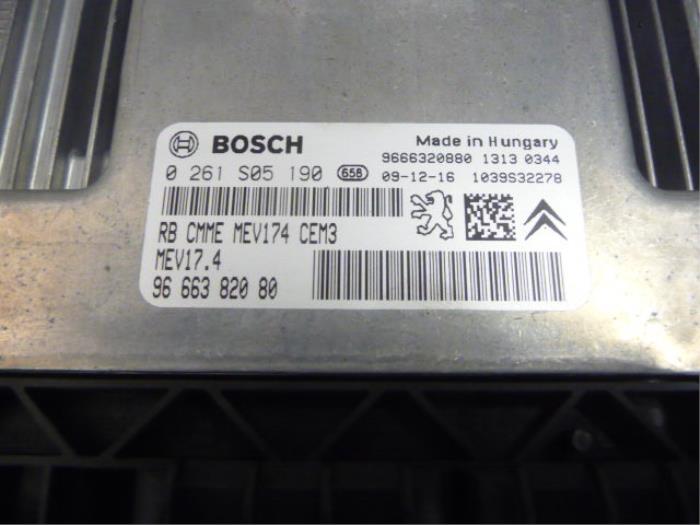 BOSCH
Made in Hungary
9666320880 1313 0344
0 261 S05 190 658 09-12-16 1039S32278
RB CMME MEV174 CEM3
MEV17.4
96 663 820 80